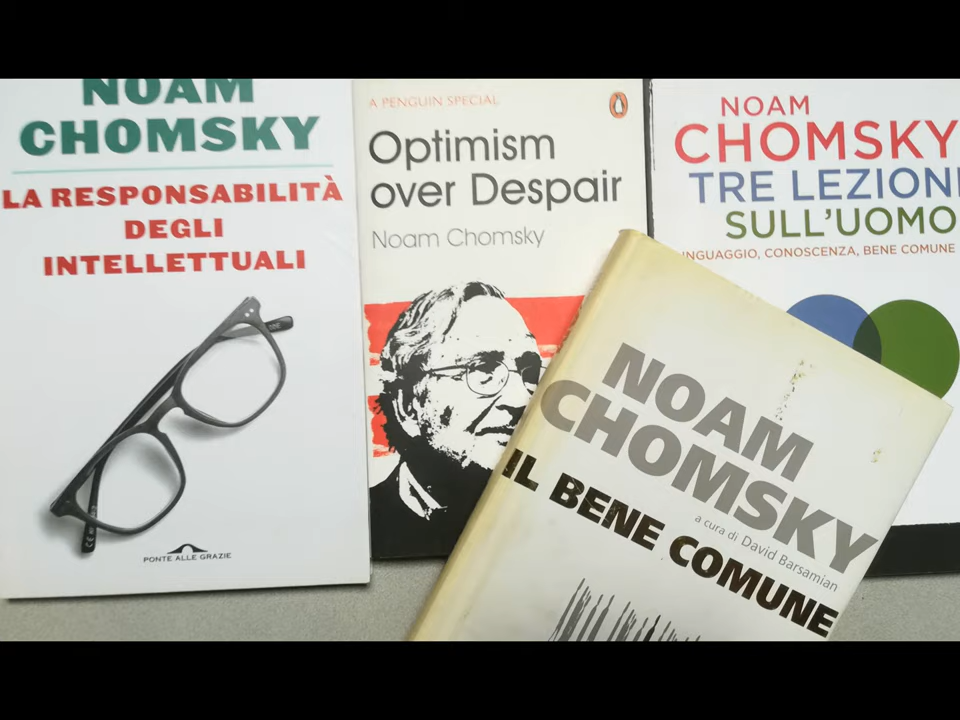 NOAM
CHOMSKY
LA RESPONSABILITÀ
DEGLI
INTELLETTUALI
PONTE ALLE GRAZIE
A PENGUIN SPECIAL
Optimism
over Despair
Noam Chomsky
NOAM
CHOMSKY
TRE LEZIONI
SULL'UOMO
INGUAGGIO, CONOSCENZA, BENE COMUNE
NOAM
CHOMSKY
a cura di David Barsamian
IL BENE COMUNE